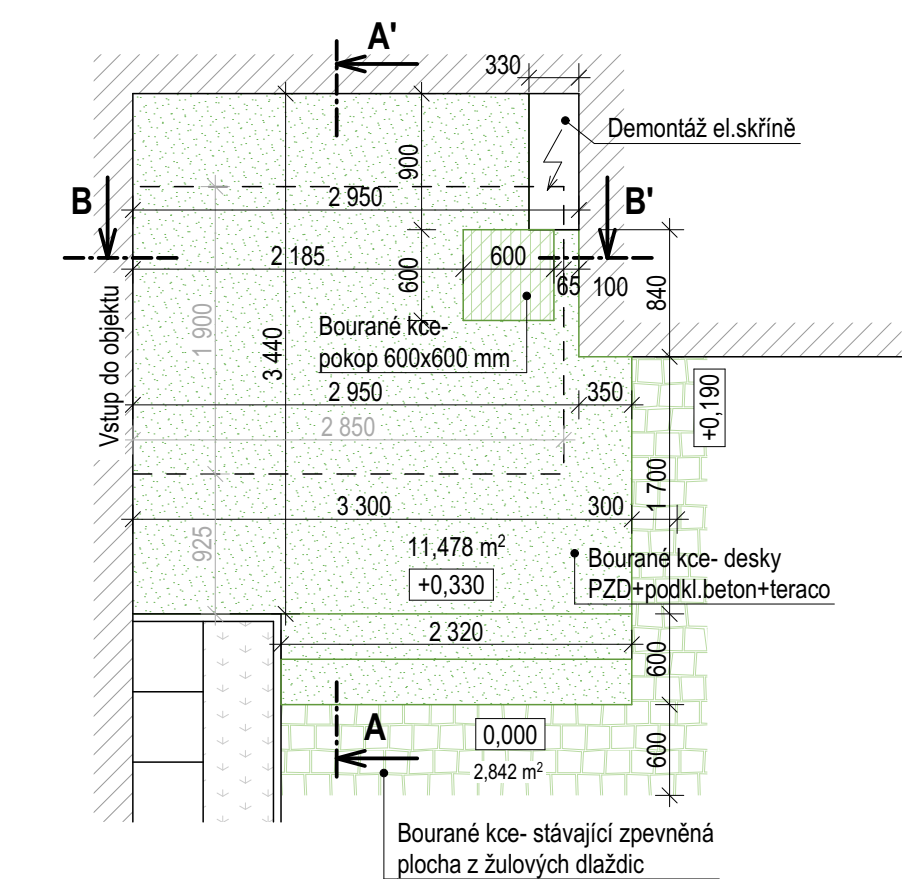 A'
330
Demontáž el.skříně
900
B
2 950
B'
2 185
600
600
65
100
840
Vstup do objektu
1 900
3 440
Bourané kce-
pokop 600x600 mm
2 950
350
2 850
+0,190
3 300
300
1 700
925
11,478 m²
+0,330
Bourané kce- desky
PZD+podkl.beton+teraco
2 320
600
A
0,000
2,842 m²
600
Bourané kce- stávající zpevněná
plocha z žulových dlaždic